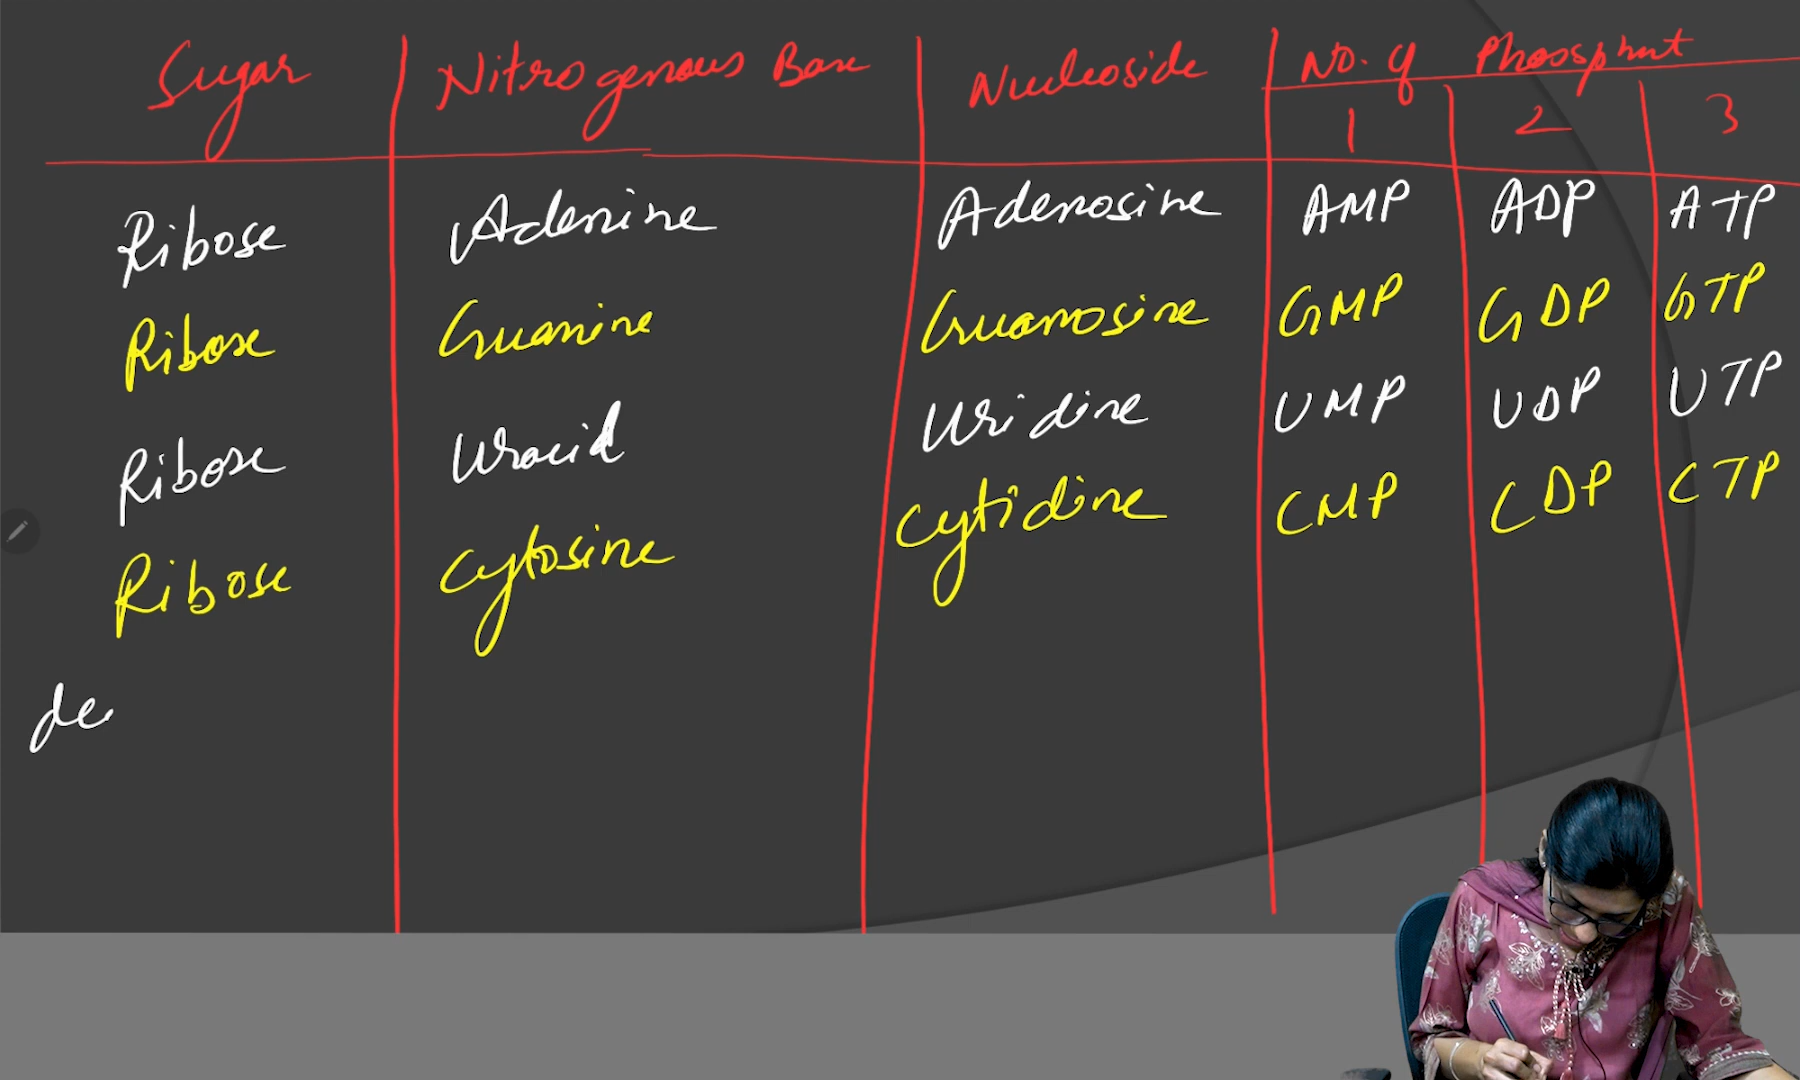 Sugar Nitrogenous Base Nucleoside No. of Phosphat
1 2 3
Ribose Adenine Adenosine AMP ADP ATP
Ribose Guanine Guanosine GMP GDP GTP
Ribose Uracil Uridine UMP UDP UTP
Ribose Cytosine Cytidine CMP CDP CTP
de